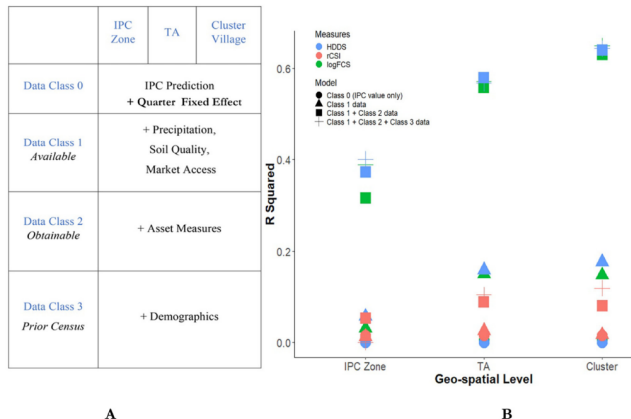 IPC Zone
TA
Cluster Village
Data Class 0
IPC Prediction
+ Quarter Fixed Effect
Data Class 1
Available
+ Precipitation,
Soil Quality,
Market Access
Data Class 2
Obtainable
+ Asset Measures
Data Class 3
Prior Census
+ Demographics
A
Measures
HDDS
rCSI
logFCS
Model
Class 0 (IPC value only)
Class 1 data
Class 1 + Class 2 data
Class 1 + Class 2 + Class 3 data
R Squared
0.6
0.4
0.2
0.0
IPC Zone
TA
Cluster
Geo-spatial Level
B